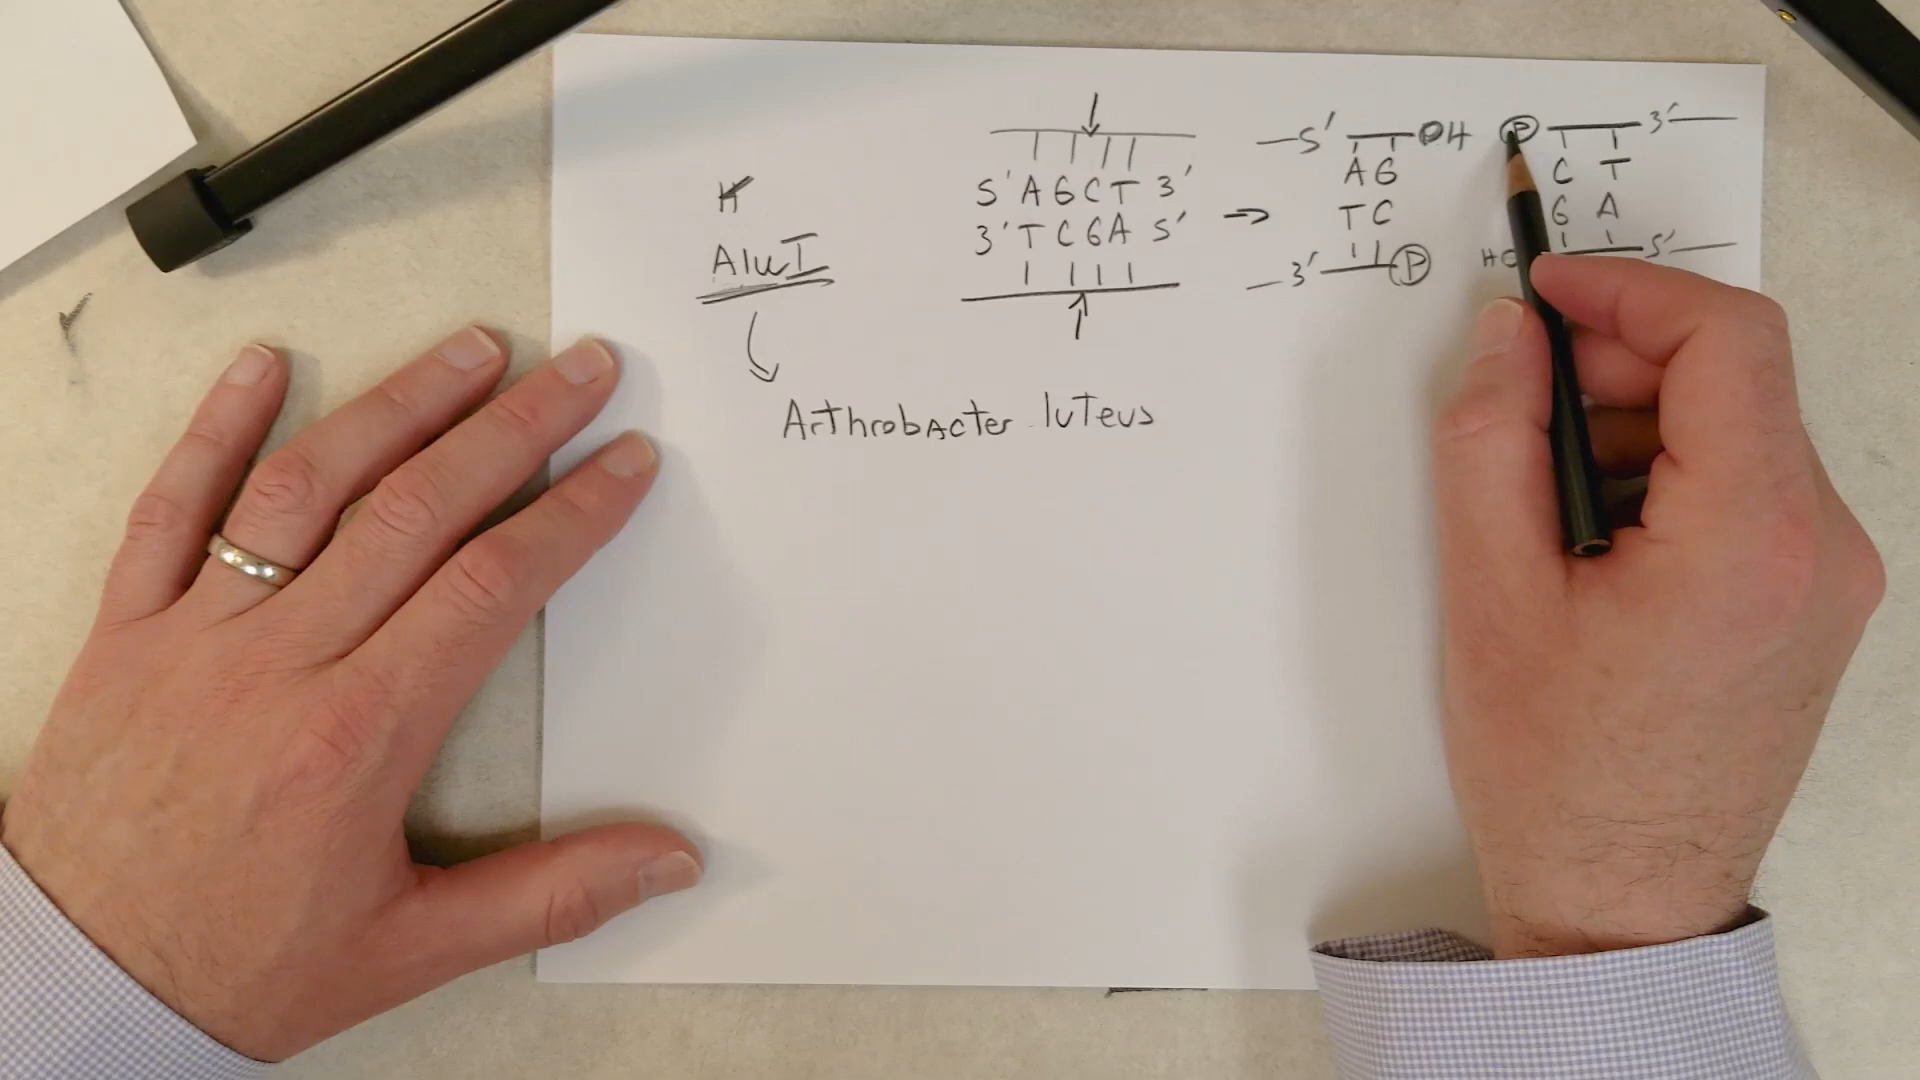 5' OH P 3'
A G C T
5' A G C T 3'
3' T C G A 5'
T C G A
3' P HO 5'
AluI
Arthrobacter luteus